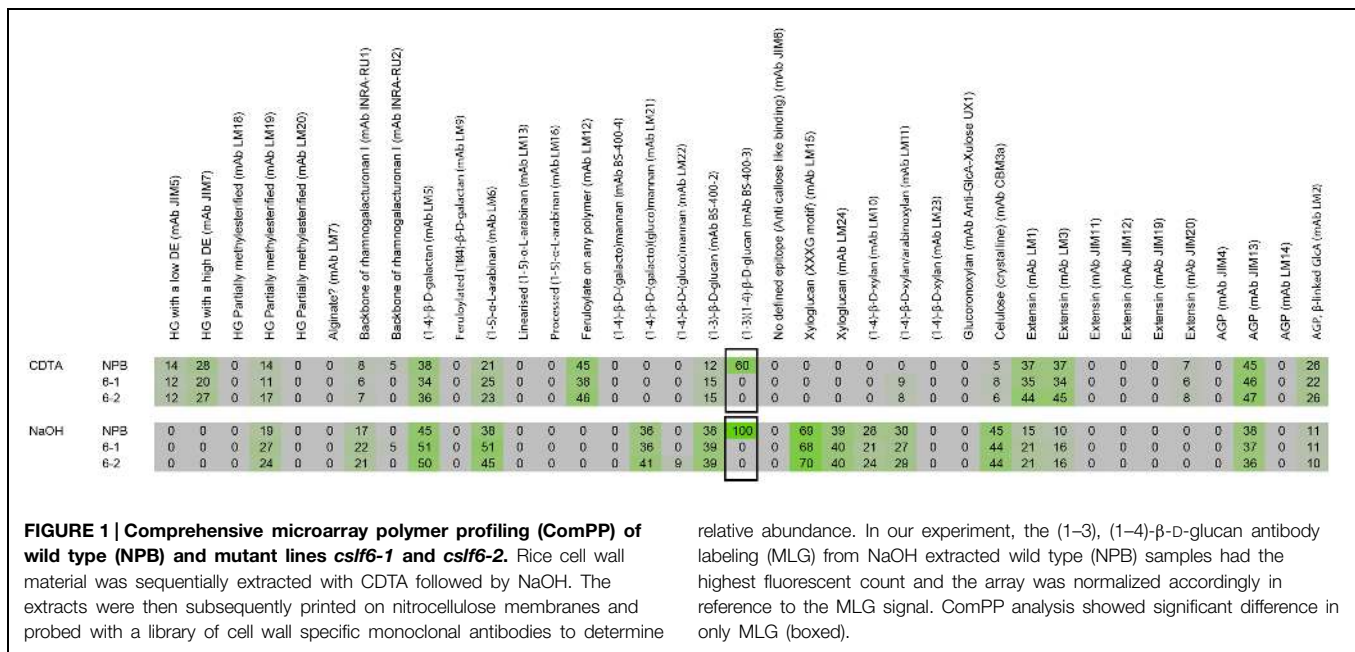 HG with a low DE (mAb JIM5)
HG with a high DE (mAb JIM7)
HG Partially methylesterified (mAb LM18)
HG Partially methylesterified (mAb LM19)
HG Partially methylesterified (mAb LM20)
Alginate? (mAb LM7)
Backbone of rhamnogalacturonan I (mAb INRA-RU1)
Backbone of rhamnogalacturonan I (mAb INRA-RU2)
(1-4)-β-D-galactan (mAb LM5)
Feruloylated (184)-β-D-galactan (mAb LM9)
(1-5)-α-L-arabinan (mAb LM6)
Linearised (1-5)-α-L-arabinan (mAb LM13)
Processed (1-5)-α-L-arabinan (mAb LM16)
Feruloylate on any polymer (mAb LM12)
(1-4)-β-D-(galacto)mannan (mAb BS-400-4)
(1-4)-β-D-(galacto)(gluco)mannan (mAb LM21)
(1-4)-β-D-(gluco)mannan (mAb LM22)
(1-3)-β-D-glucan (mAb BS-400-2)
(1-3)(1-4)-β-D-glucan (mAb BS-400-3)
No defined epitope (Anti callose like binding) (mAb JIM6)
Xyloglucan (XXXG motif) (mAb LM15)
Xyloglucan (mAb LM24)
(1-4)-β-D-xylan (mAb LM10)
(1-4)-β-D-xylan/arabinoxylan (mAb LM11)
(1-4)-β-D-xylan (mAb LM23)
Glucoronoxylan (mAb Anti-GlcA-Xulose UX1)
Celulose (crystalline) (mAb CBM3a)
Extensin (mAb LM1)
Extensin (mAb LM3)
Extensin (mAb JIM11)
Extensin (mAb JIM12)
Extensin (mAb JIM19)
Extensin (mAb JIM20)
AGP (mAb JIM4)
AGP (mAb JIM13)
AGP (mAb LM14)
AGP, β-linked GlcA (mAb LM2)
CDTA NPB 14 28 0 14 0 0 8 5 38 0 21 0 0 45 0 0 0 12 60 0 0 0 0 0 0 0 5 37 37 0 0 0 7 0 45 0 26
6-1 12 20 0 11 0 0 6 0 34 0 25 0 0 38 0 0 0 15 0 0 0 0 0 9 0 0 8 35 34 0 0 0 6 0 46 0 22
6-2 12 27 0 17 0 0 7 0 36 0 23 0 0 46 0 0 0 15 0 0 0 0 0 8 0 0 6 44 45 0 0 0 8 0 47 0 26
NaOH NPB 0 0 0 19 0 0 17 0 45 0 38 0 0 0 0 36 0 38 100 0 69 39 28 30 0 0 45 15 10 0 0 0 0 0 38 0 11
6-1 0 0 0 27 0 0 22 5 51 0 51 0 0 0 0 36 0 39 0 0 68 40 21 27 0 0 44 21 16 0 0 0 0 0 37 0 11
6-2 0 0 0 24 0 0 21 0 50 0 45 0 0 0 0 41 9 39 0 0 70 40 24 29 0 0 44 21 16 0 0 0 0 0 36 0 10
FIGURE 1 | Comprehensive microarray polymer profiling (ComPP) of
wild type (NPB) and mutant lines cslf6-1 and cslf6-2. Rice cell wall
material was sequentially extracted with CDTA followed by NaOH. The
extracts were then subsequently printed on nitrocellulose membranes and
probed with a library of cell wall specific monoclonal antibodies to determine
relative abundance. In our experiment, the (1–3), (1–4)-β-D-glucan antibody
labeling (MLG) from NaOH extracted wild type (NPB) samples had the
highest fluorescent count and the array was normalized accordingly in
reference to the MLG signal. ComPP analysis showed significant difference in
only MLG (boxed).